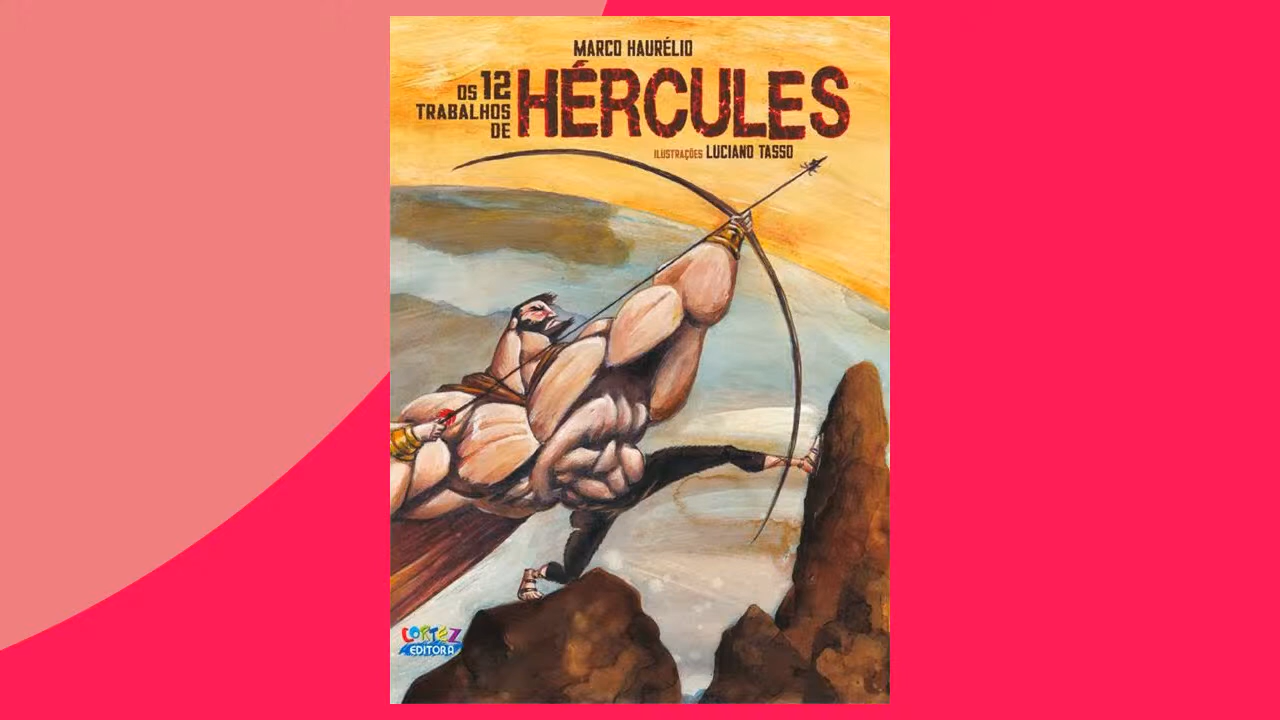 MARCO HAURÉLIO
OS 12
TRABALHOS
DE
HÉRCULES
ILUSTRAÇÕES LUCIANO TASSO
CORTEZ
EDITORA